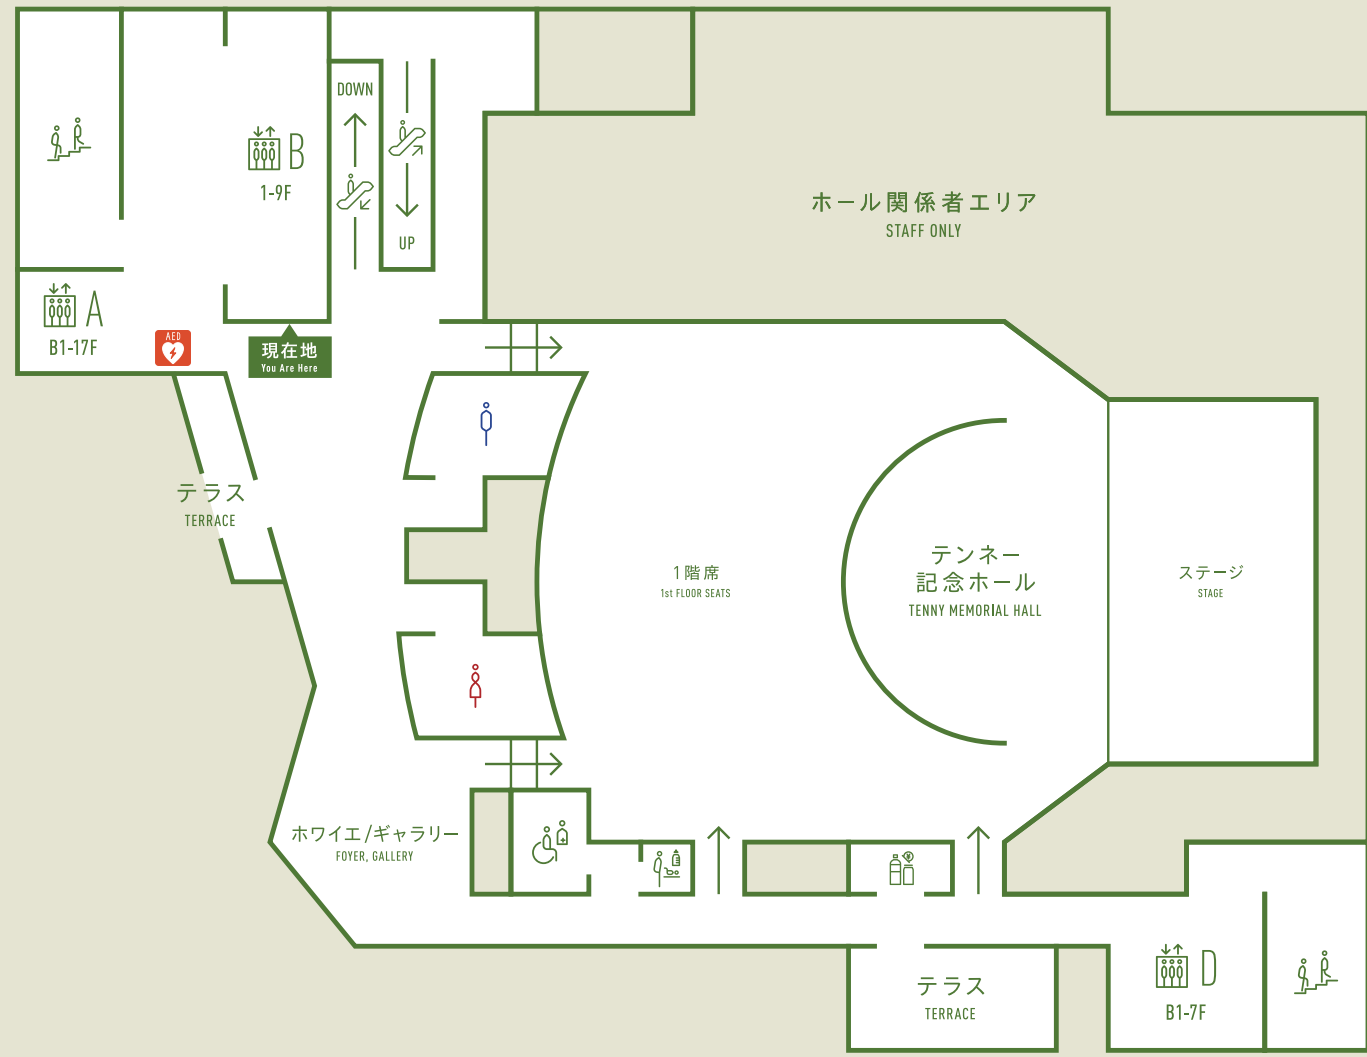 DOWN
UP
B
1-9F
A
B1-17F
AED
現在地
You Are Here
ホール関係者エリア
STAFF ONLY
テラス
TERRACE
1階席
1st FLOOR SEATS
テンネー
記念ホール
TENNY MEMORIAL HALL
ステージ
STAGE
ホワイエ/ギャラリー
FOYER, GALLERY
テラス
TERRACE
D
B1-7F